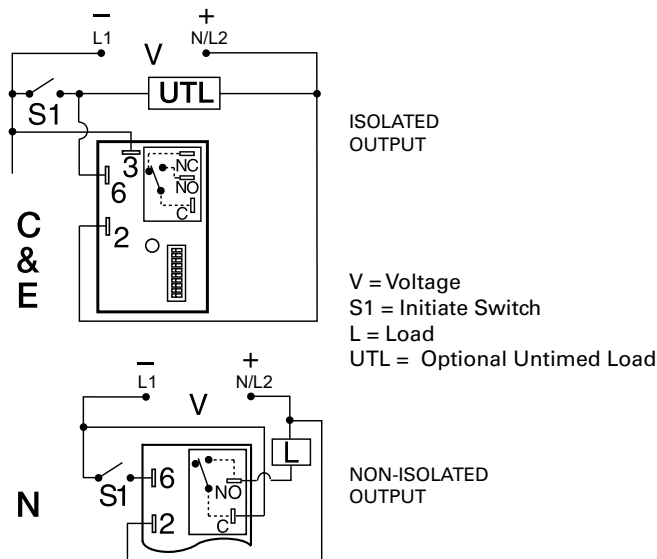 − +
L1 V N/L2
S1 UTL
ISOLATED
OUTPUT
3 NC
6 NO
C
2
C
&
E
V = Voltage
S1 = Initiate Switch
L = Load
UTL = Optional Untimed Load
− +
L1 V N/L2
L
S1 6 NO
N
2 C
NON-ISOLATED
OUTPUT